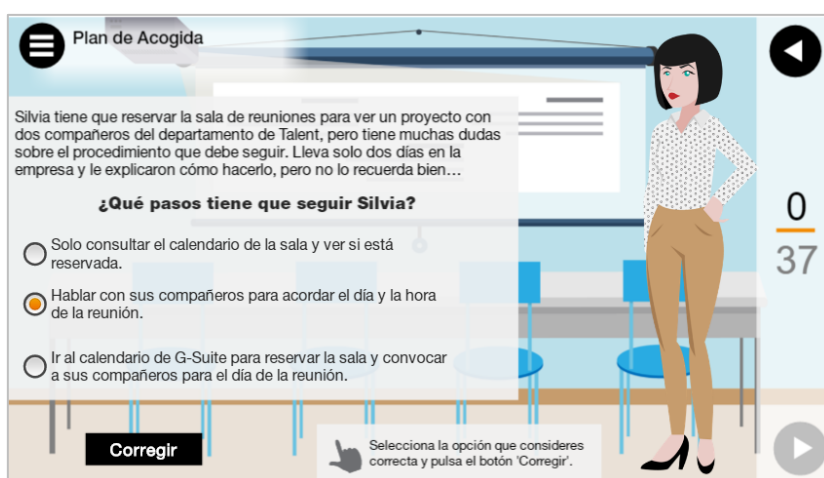 Plan de Acogida
Silvia tiene que reservar la sala de reuniones para ver un proyecto con
dos compañeros del departamento de Talent, pero tiene muchas dudas
sobre el procedimiento que debe seguir. Lleva solo dos días en la
empresa y le explicaron cómo hacerlo, pero no lo recuerda bien...
¿Qué pasos tiene que seguir Silvia?
Solo consultar el calendario de la sala y ver si está
reservada.
Hablar con sus compañeros para acordar el día y la hora
de la reunión.
Ir al calendario de G-Suite para reservar la sala y convocar
a sus compañeros para el día de la reunión.
Corregir
Selecciona la opción que consideres
correcta y pulsa el botón 'Corregir'.
0
37